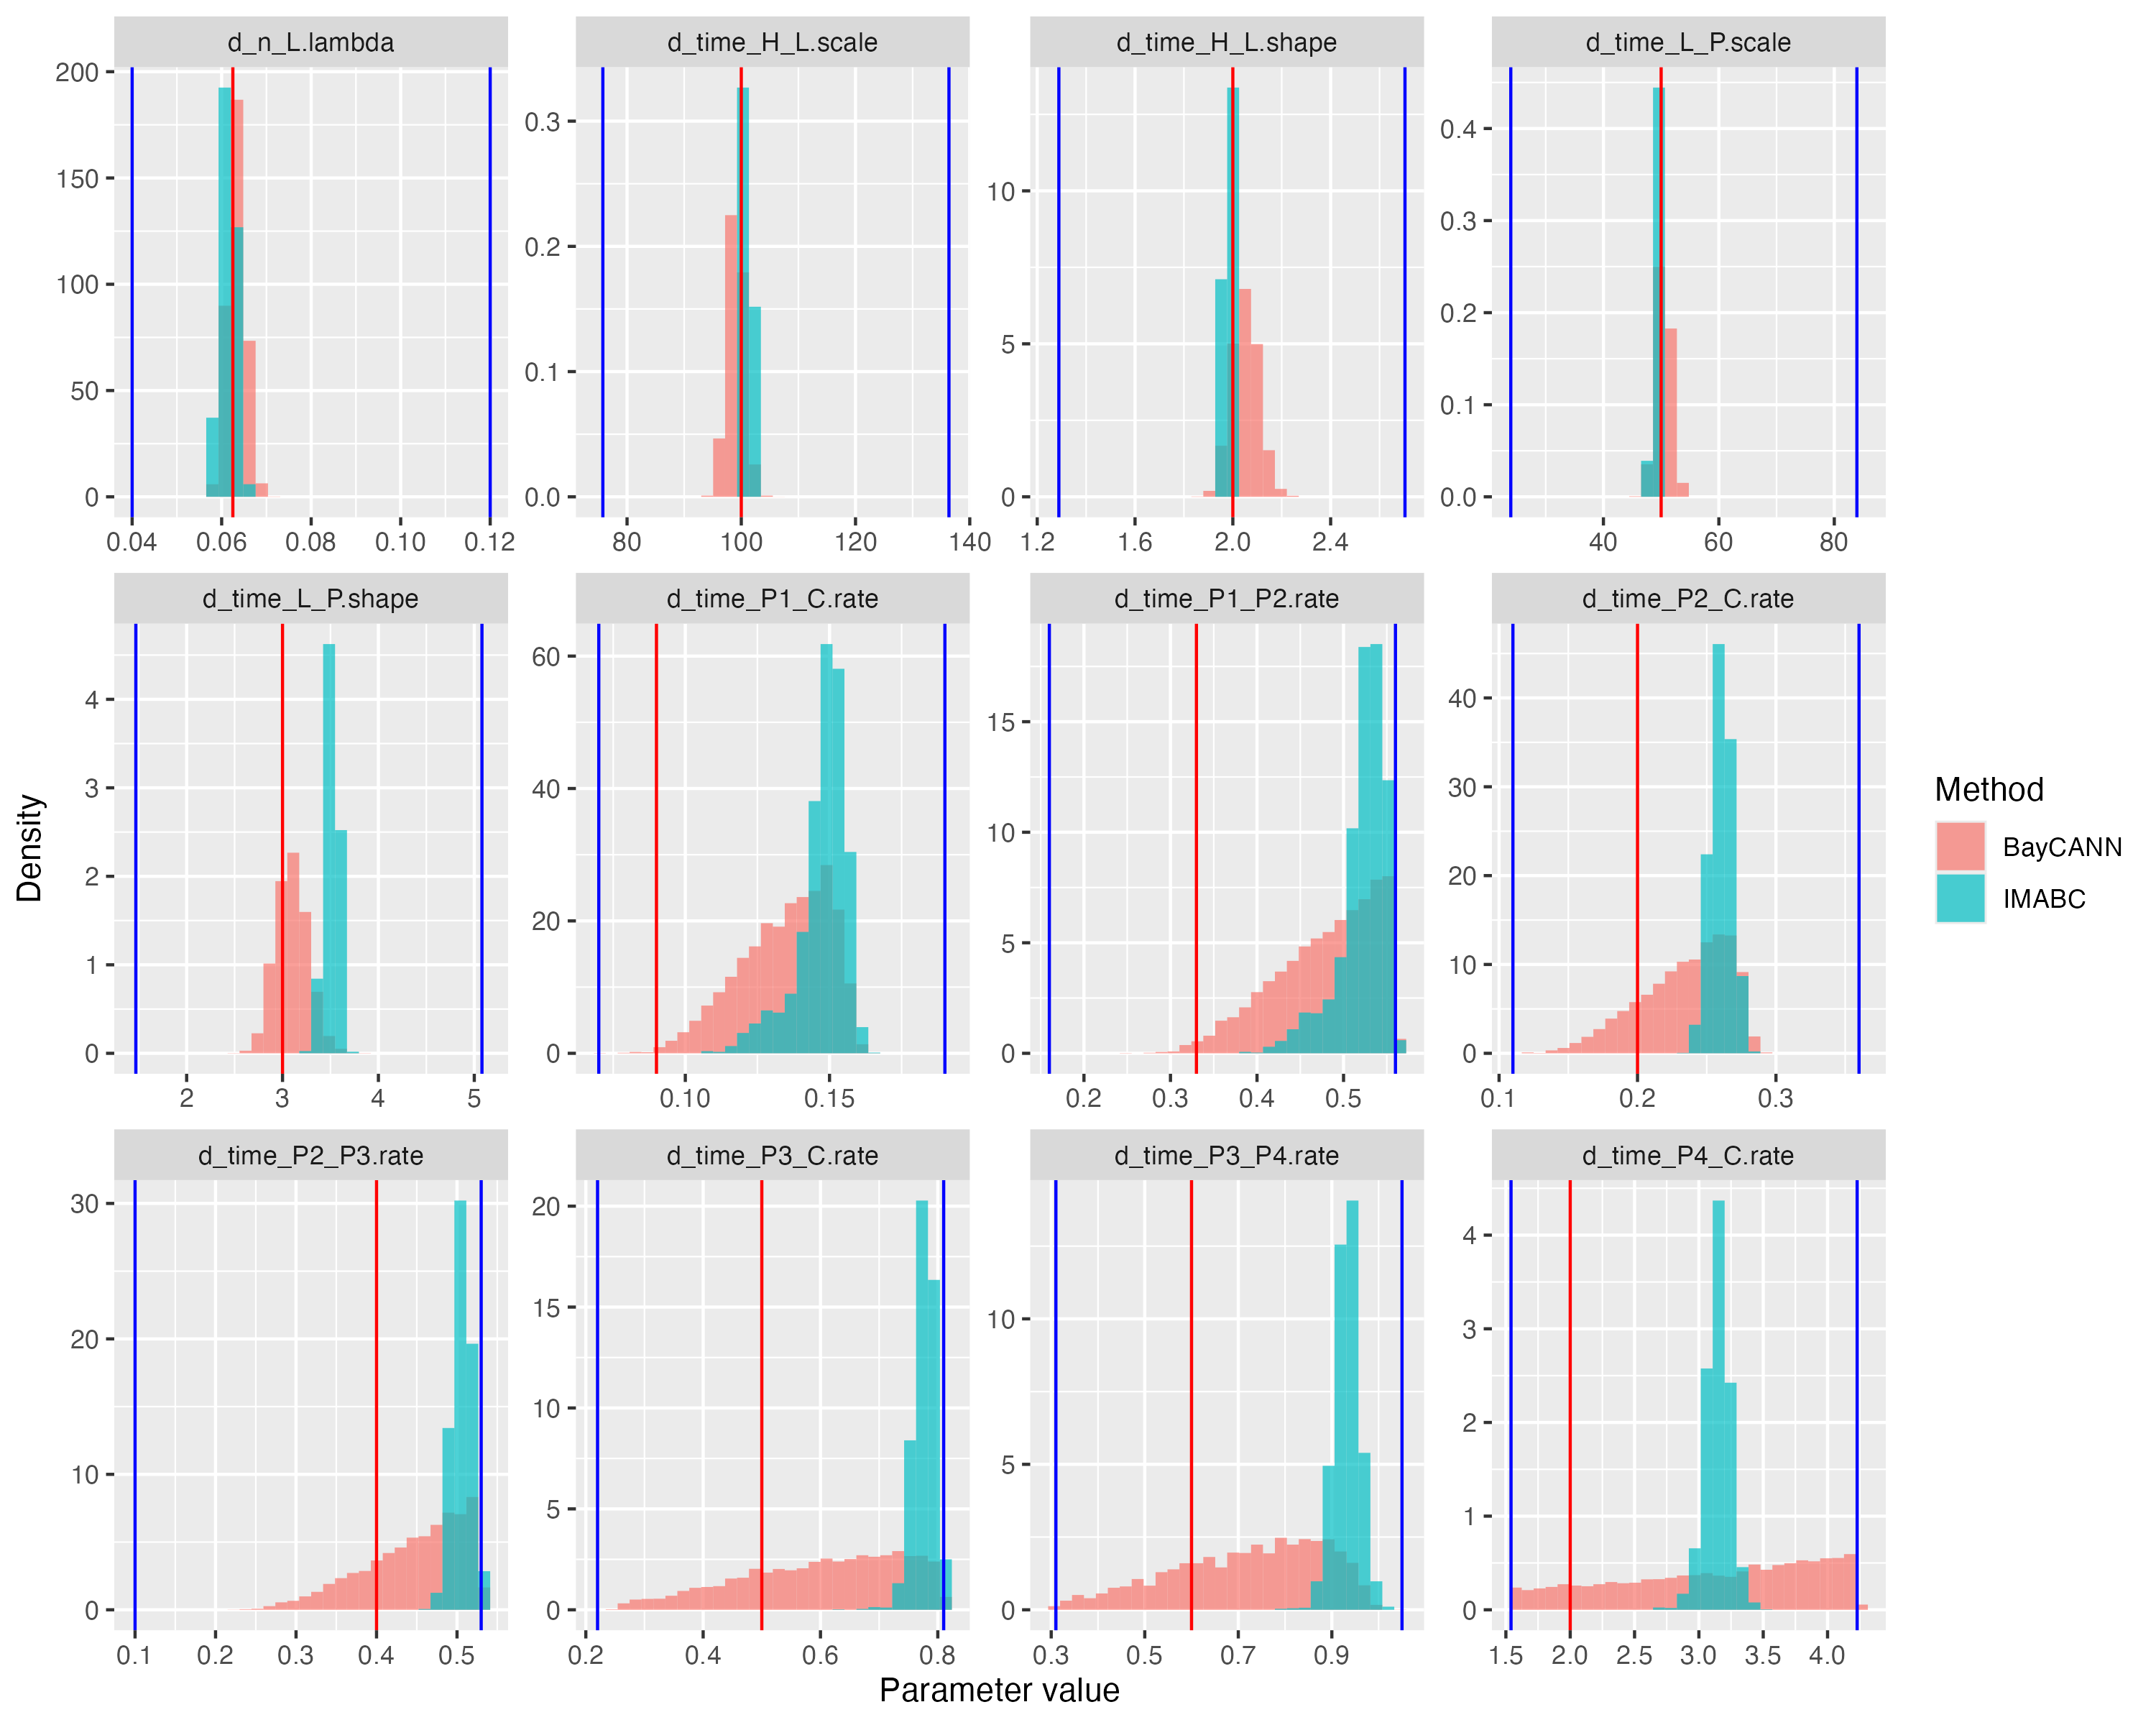 d_n_L.lambda d_time_H_L.scale d_time_H_L.shape d_time_L_P.scale
200 150 100 50 0
0.3 0.2 0.1 0.0
10 5 0
0.4 0.3 0.2 0.1 0.0
0.04 0.06 0.08 0.10 0.12 80 100 120 140 1.2 1.6 2.0 2.4 40 60 80
d_time_L_P.shape d_time_P1_C.rate d_time_P1_P2.rate d_time_P2_C.rate
4 3 2 1 0
60 40 20 0
15 10 5 0
40 30 20 10 0
2 3 4 5 0.10 0.15 0.2 0.3 0.4 0.5 0.1 0.2 0.3
d_time_P2_P3.rate d_time_P3_C.rate d_time_P3_P4.rate d_time_P4_C.rate
30 20 10 0
20 15 10 5 0
10 5 0
4 3 2 1 0
0.1 0.2 0.3 0.4 0.5 0.2 0.4 0.6 0.8 0.3 0.5 0.7 0.9 1.5 2.0 2.5 3.0 3.5 4.0
Density
Parameter value
Method
BayCANN
IMABC